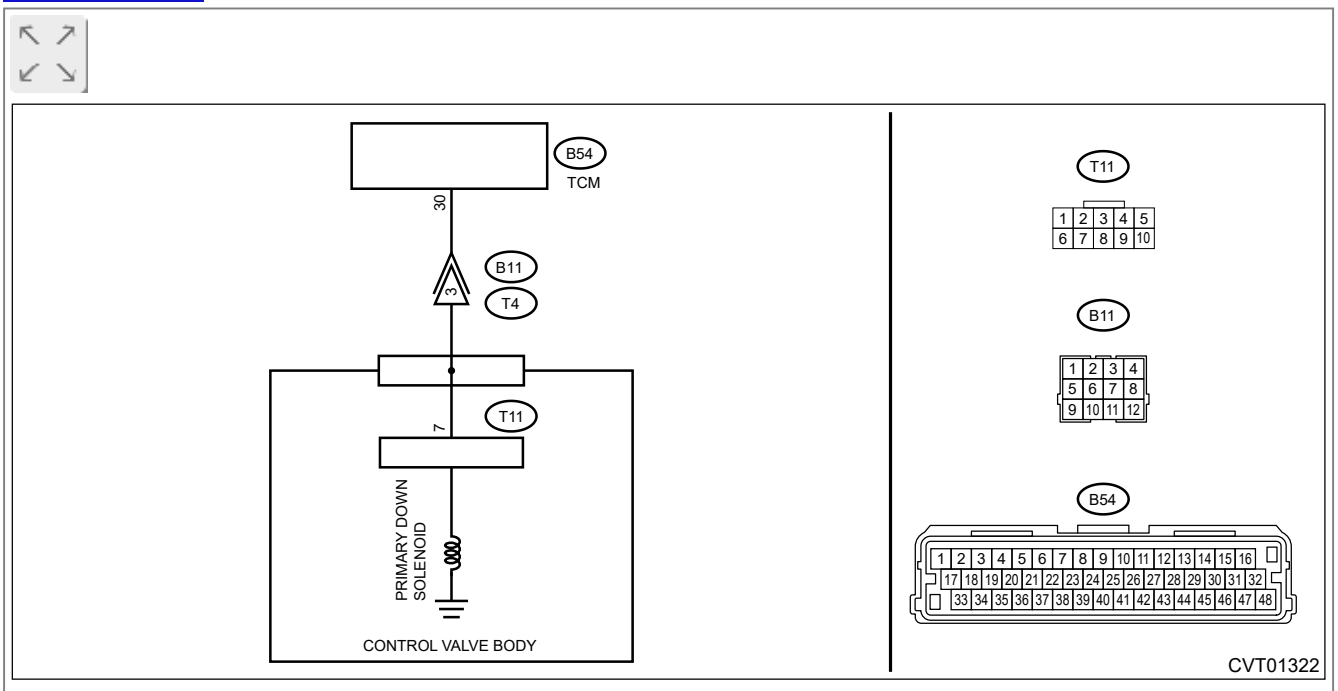 B54
TCM
30
B11
3
T4
T11
7
PRIMARY DOWN
SOLENOID
CONTROL VALVE BODY
T11
1 2 3 4 5
6 7 8 9 10
B11
1 2 3 4
5 6 7 8
9 10 11 12
B54
1 2 3 4 5 6 7 8 9 10 11 12 13 14 15 16
17 18 19 20 21 22 23 24 25 26 27 28 29 30 31 32
33 34 35 36 37 38 39 40 41 42 43 44 45 46 47 48
CVT01322